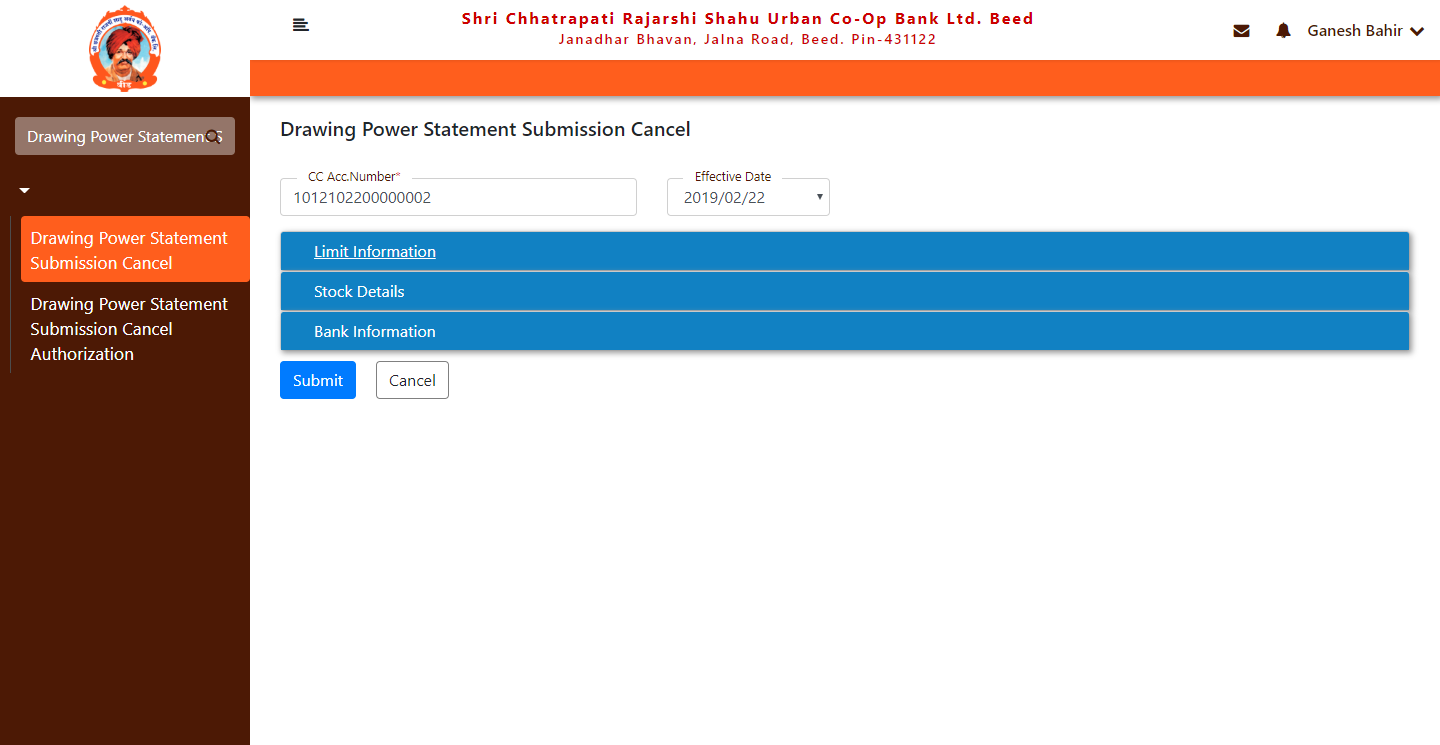 Shri Chhatrapati Rajarshi Shahu Urban Co-Op Bank Ltd. Beed
Janadhar Bhavan, Jalna Road, Beed. Pin-431122
Ganesh Bahir
बीड
Drawing Power Statement S
Drawing Power Statement
Submission Cancel
Drawing Power Statement
Submission Cancel
Authorization
Drawing Power Statement Submission Cancel
CC Acc.Number*
1012102200000002
Effective Date
2019/02/22
Limit Information
Stock Details
Bank Information
Submit
Cancel